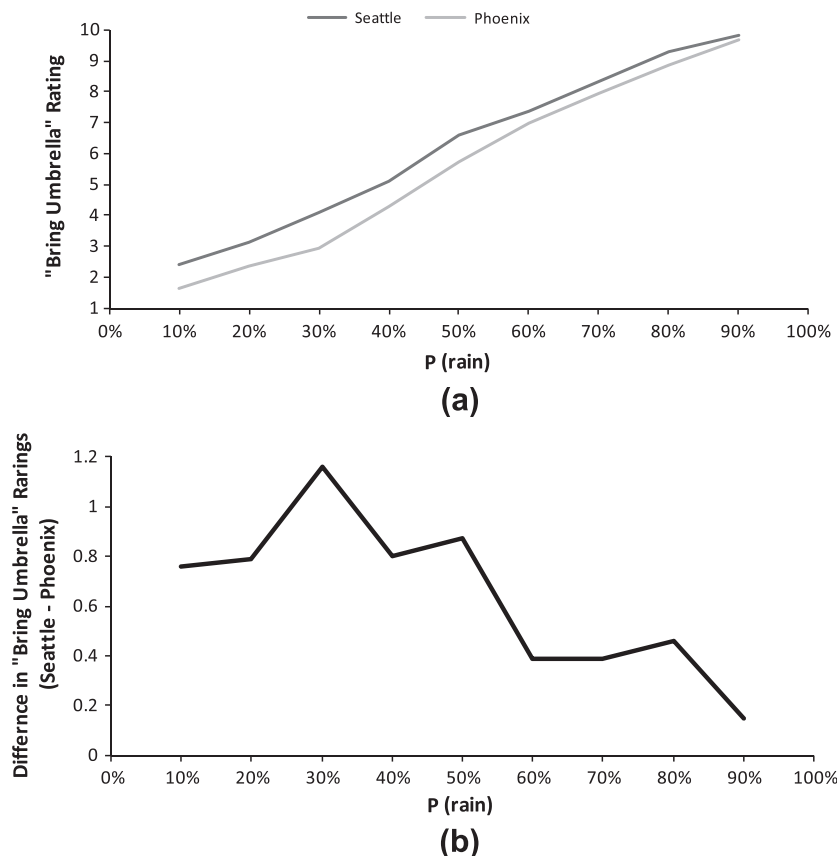 Seattle Phoenix
10
9
8
7
6
5
4
3
2
1
"Bring Umbrella" Rating
0% 10% 20% 30% 40% 50% 60% 70% 80% 90% 100%
P (rain)
(a)
1.2
1
0.8
0.6
0.4
0.2
0
Differnce in "Bring Umbrella" Rarings
(Seattle - Phoenix)
0% 10% 20% 30% 40% 50% 60% 70% 80% 90% 100%
P (rain)
(b)